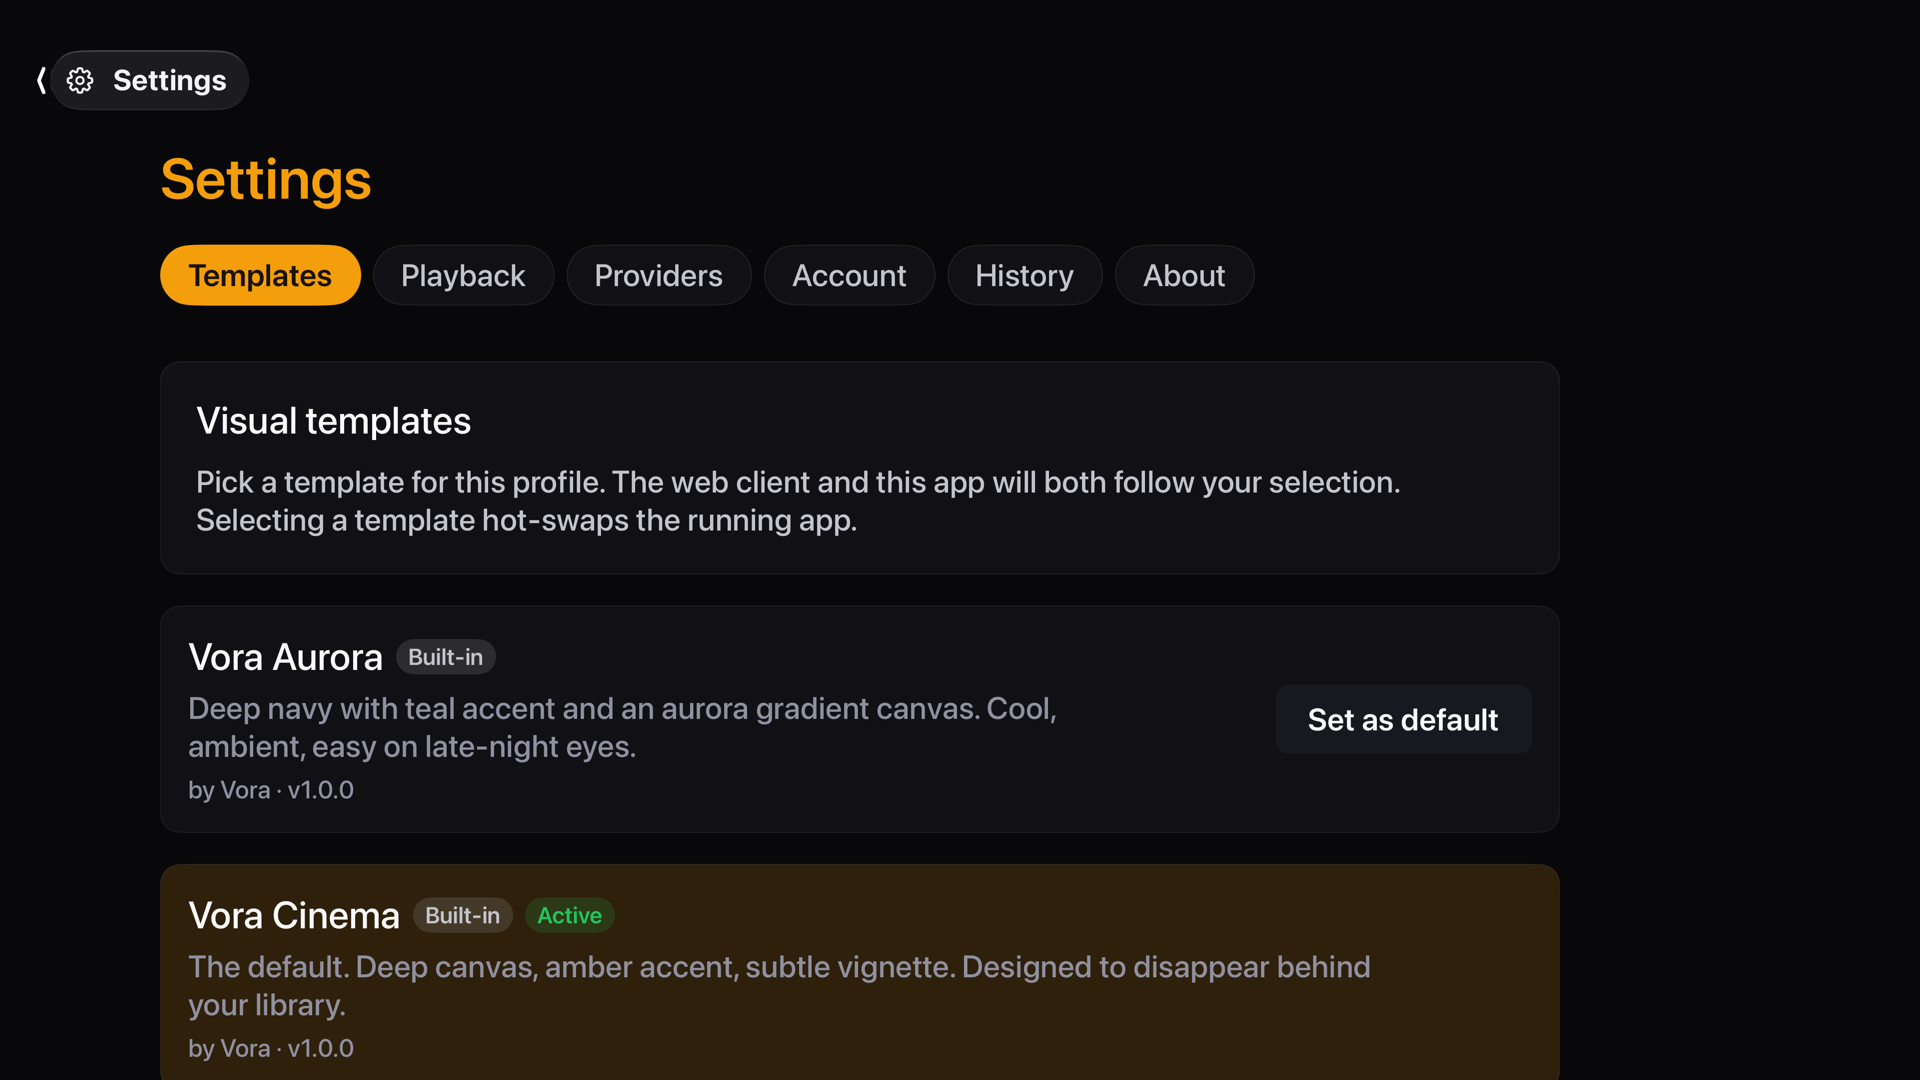 Settings
Settings
Templates
Playback
Providers
Account
History
About
Visual templates
Pick a template for this profile. The web client and this app will both follow your selection.
Selecting a template hot-swaps the running app.
Vora Aurora
Built-in
Deep navy with teal accent and an aurora gradient canvas. Cool,
ambient, easy on late-night eyes.
by Vora · v1.0.0
Set as default
Vora Cinema
Built-in
Active
The default. Deep canvas, amber accent, subtle vignette. Designed to disappear behind
your library.
by Vora · v1.0.0